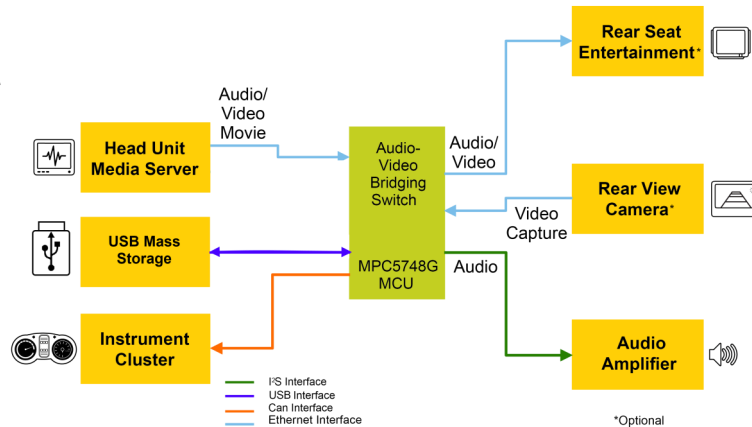 Rear Seat
Entertainment*
Audio/
Video
Movie
Head Unit
Media Server
Audio-
Video
Bridging
Switch
Audio/
Video
Rear View
Camera*
Video
Capture
USB Mass
Storage
MPC5748G
MCU
Audio
Instrument
Cluster
Audio
Amplifier
I²S Interface
USB Interface
Can Interface
Ethernet Interface
*Optional